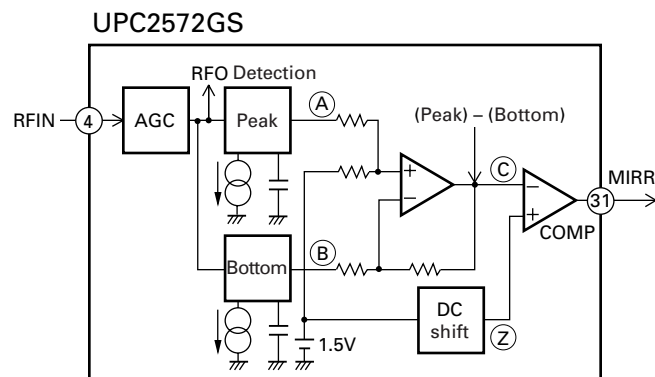 UPC2572GS
RFO Detection
RFIN
4
AGC
Peak
A
(Peak) – (Bottom)
+
–
C
–
+
COMP
31
MIRR
Bottom
B
1.5V
DC
shift
Z